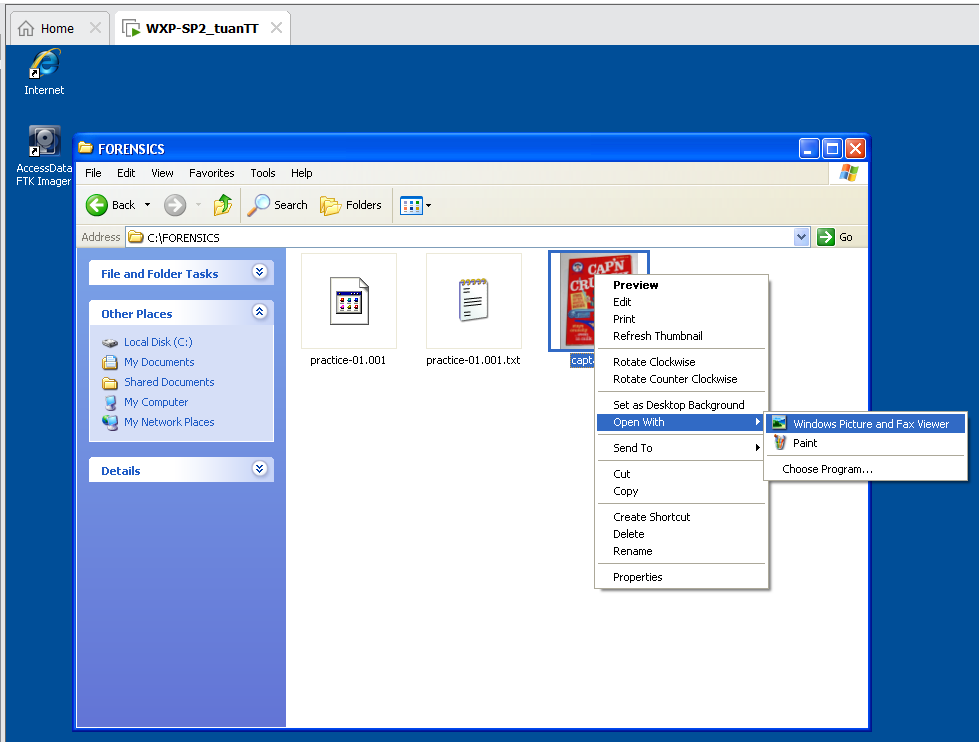 Home
WXP-SP2_tuanTT
Internet
AccessData
FTK Imager
FORENSICS
File Edit View Favorites Tools Help
Back Search Folders
Address C:\FORENSICS Go
File and Folder Tasks
Other Places
Local Disk (C:)
My Documents
Shared Documents
My Computer
My Network Places
Details
practice-01.001
practice-01.001.txt
CAP'N
Preview
Edit
Print
Refresh Thumbnail
Rotate Clockwise
Rotate Counter Clockwise
Set as Desktop Background
Open With
Send To
Cut
Copy
Create Shortcut
Delete
Rename
Properties
Windows Picture and Fax Viewer
Paint
Choose Program...